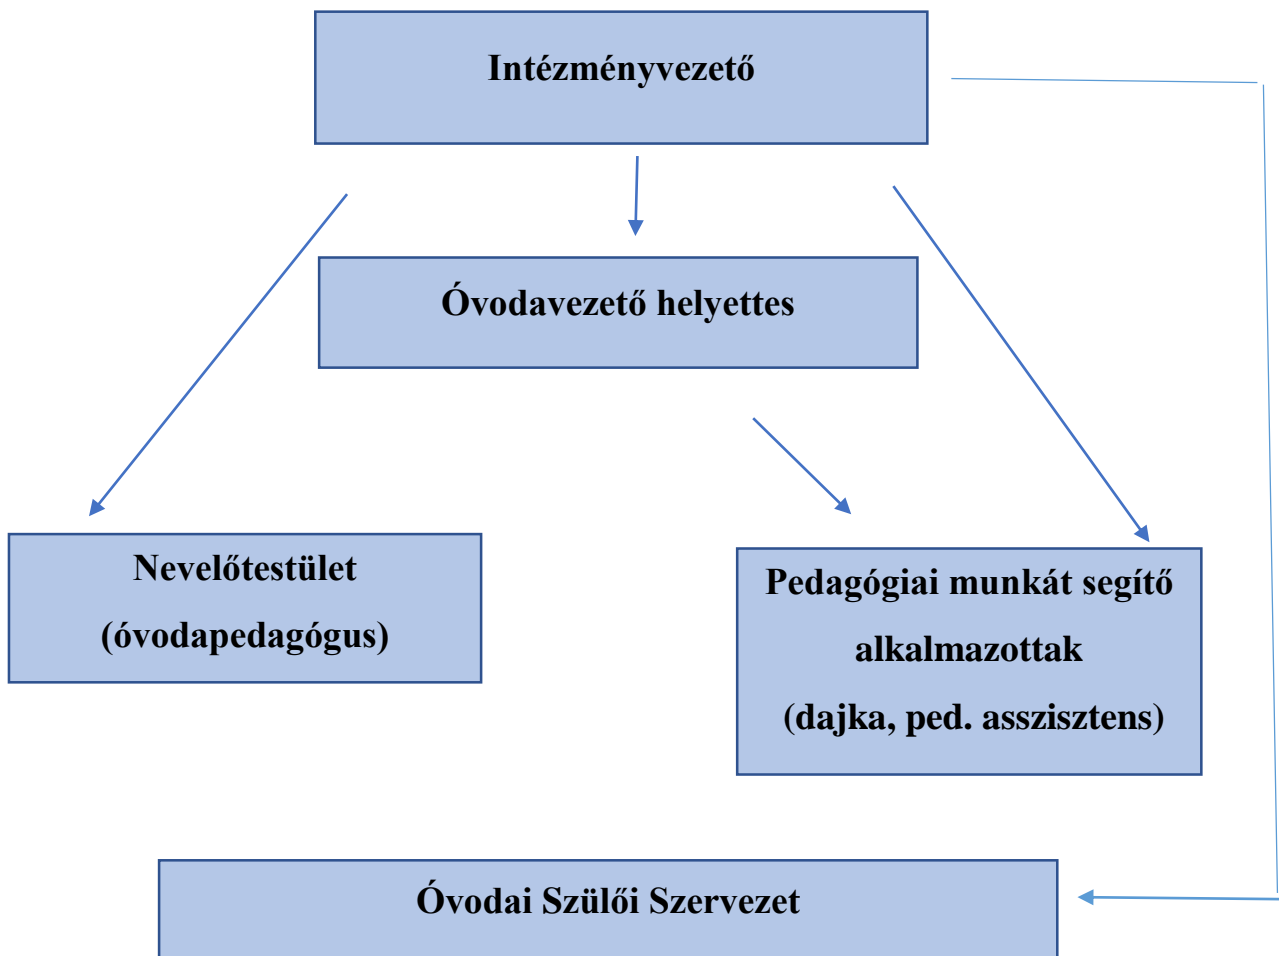 Intézményvezető
Óvodavezető helyettes
Nevelőtestület
(óvodapedagógus)
Pedagógiai munkát segítő
alkalmazottak
(dajka, ped. asszisztens)
Óvodai Szülői Szervezet